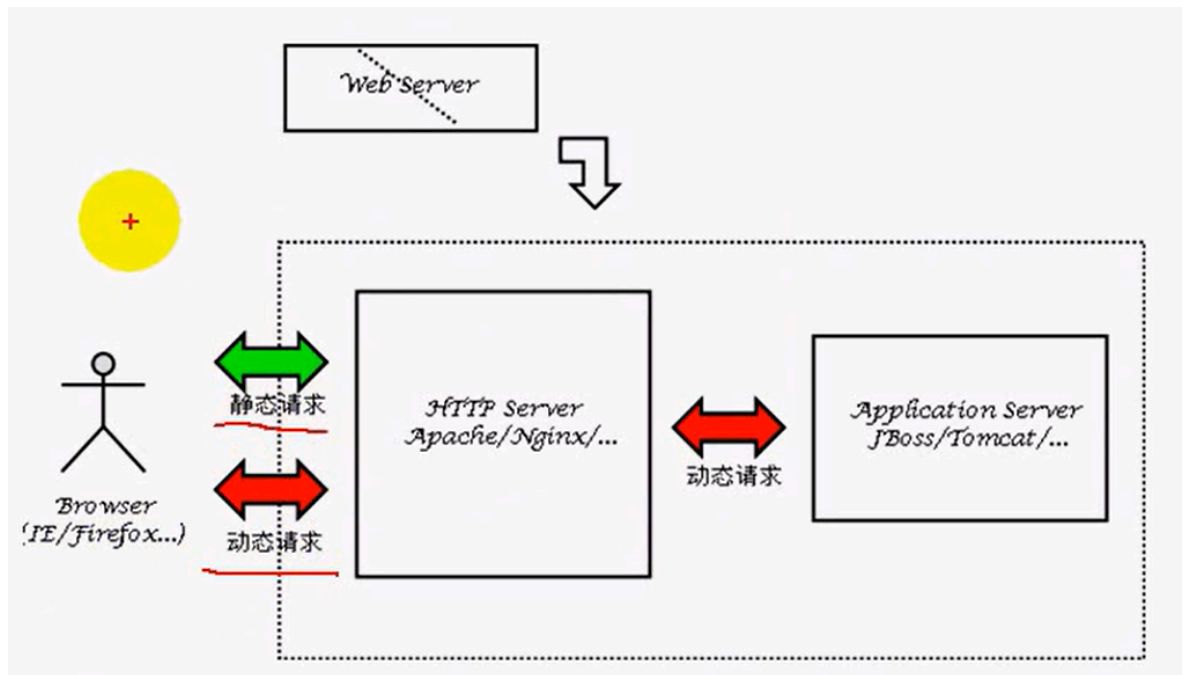 Web Server
静态请求
HTTP Server
Apache/Nginx/...
Application Server
JBoss/Tomcat/...
动态请求
Browser
(IE/Firefox...)
动态请求